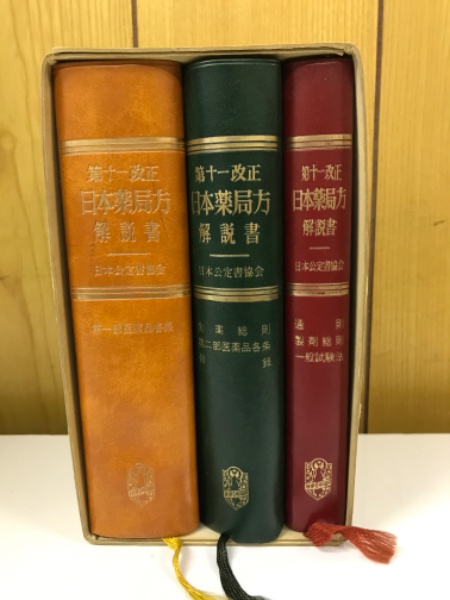 第十一改正
日本薬局方
解説書
日本公定書協会
第一部医薬品各条
第十一改正
日本薬局方
解説書
日本公定書協会
生薬総則
第二部医薬品各条
付録
第十一改正
日本薬局方
解説書
日本公定書協会
通則
製剤総則
一般試験法